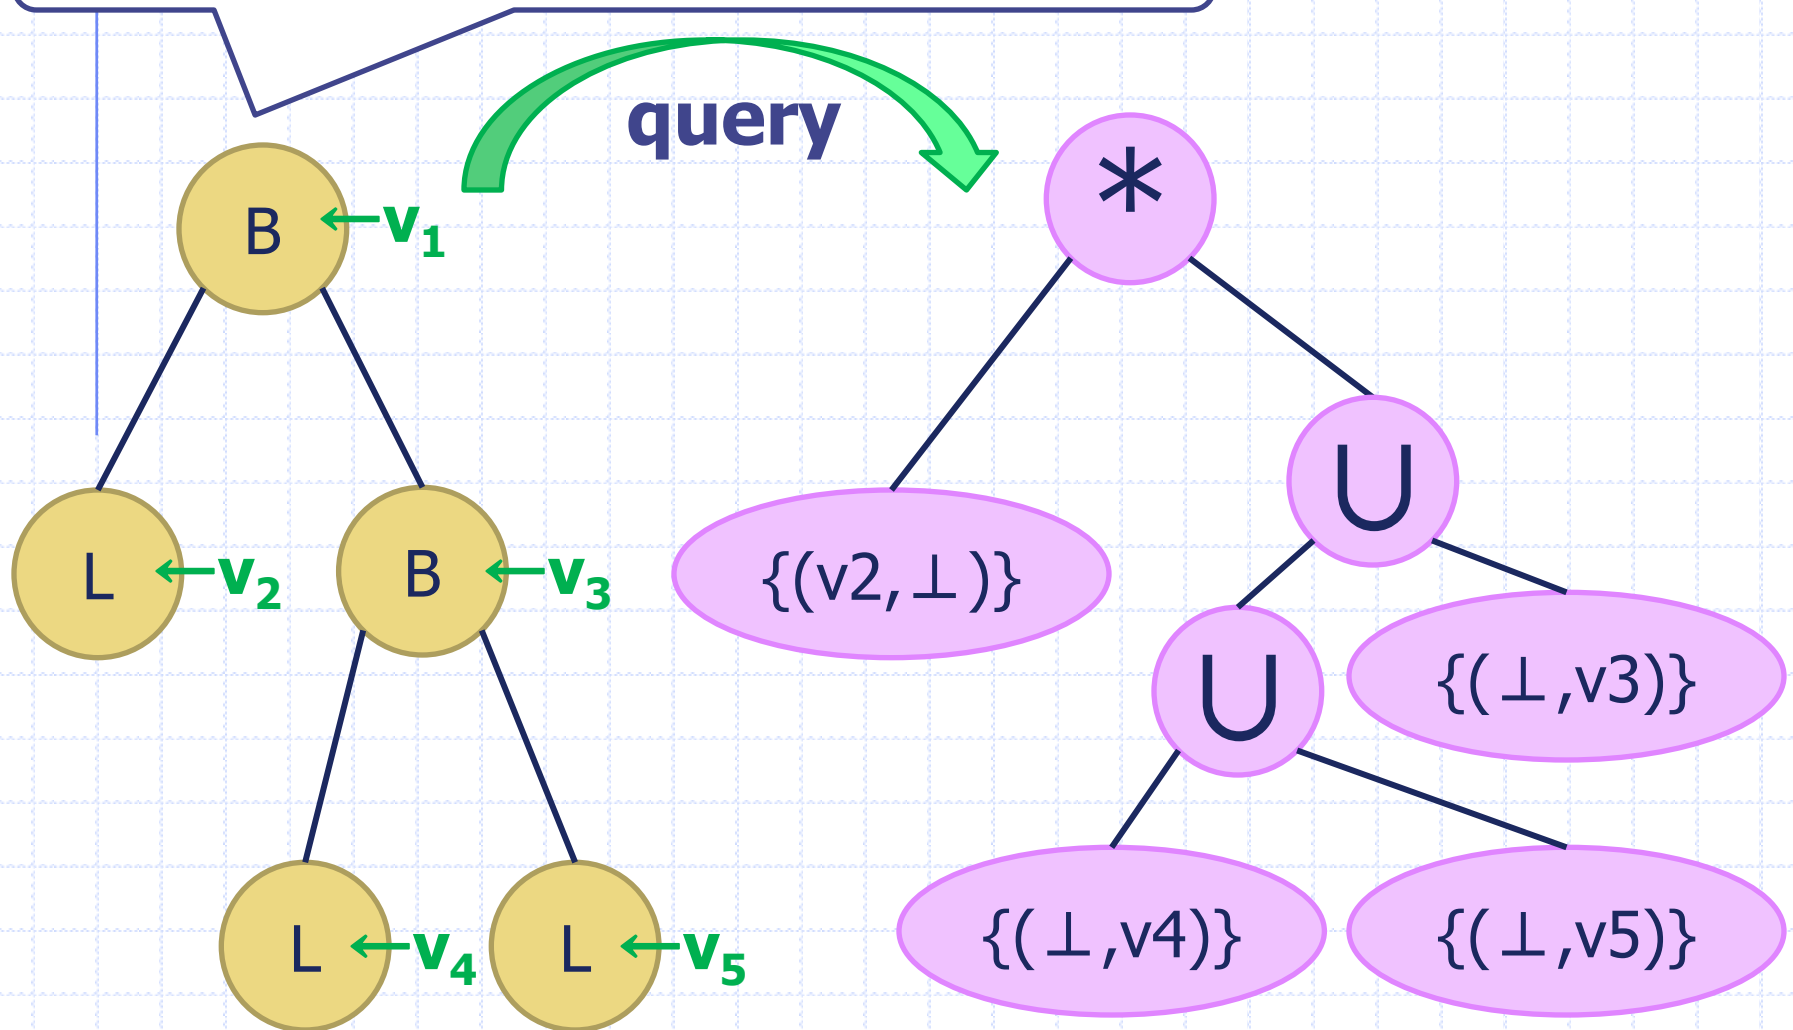 query
*
B
v1
∪
L
v2
B
v3
{(v2,⊥)}
∪
{(⊥,v3)}
L
v4
L
v5
{(⊥,v4)}
{(⊥,v5)}